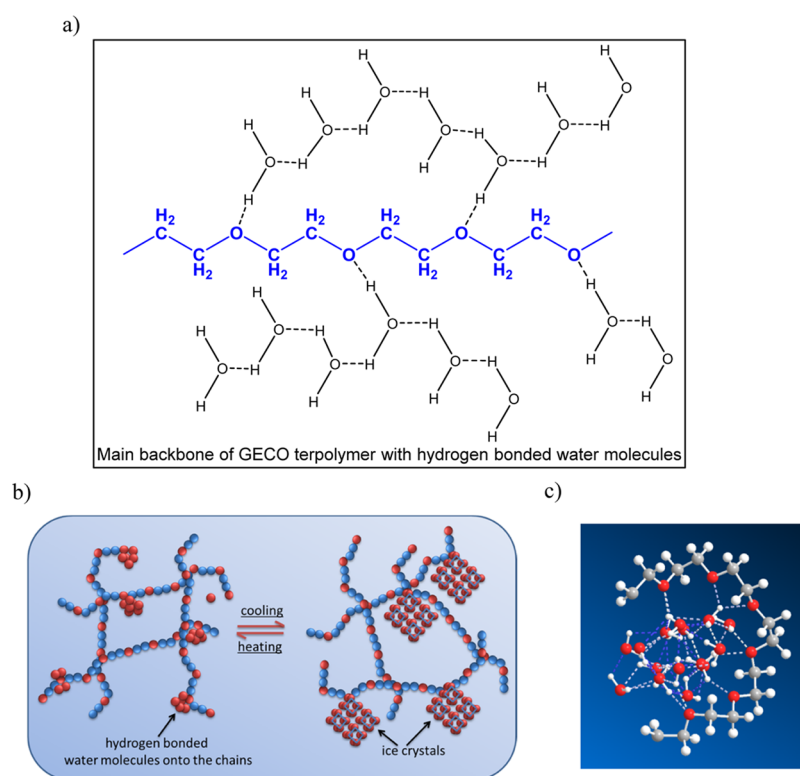 a)
H
H
H O
H O H
H O H O H O H
O H H O H
H H
H2 H2 H2 H2
C O C C O C
C C O C C O
H2 H2 H2 H2
H H H
O H O H
H O H
O H O H O H H O
H H H O H
H
Main backbone of GECO terpolymer with hydrogen bonded water molecules
b)
cooling
heating
hydrogen bonded
water molecules onto the chains
ice crystals
c)